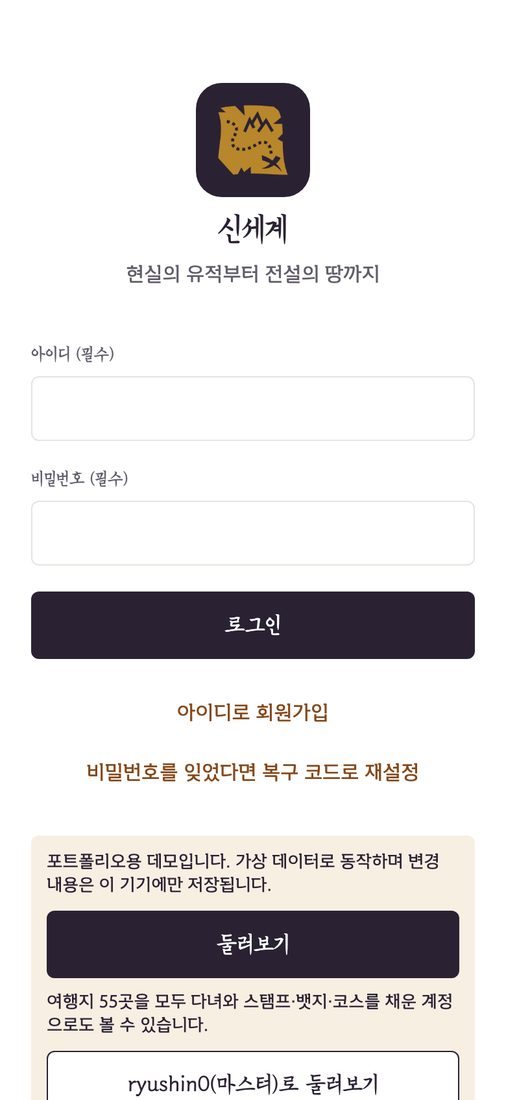 신세계
현실의 유적부터 전설의 땅까지
아이디 (필수)
비밀번호 (필수)
로그인
아이디로 회원가입
비밀번호를 잊었다면 복구 코드로 재설정
포트폴리오용 데모입니다. 가상 데이터로 동작하며 변경
내용은 이 기기에만 저장됩니다.
둘러보기
여행지 55곳을 모두 다녀와 스탬프·뱃지·코스를 채운 계정
으로도 볼 수 있습니다.
ryushin0(마스터)로 둘러보기